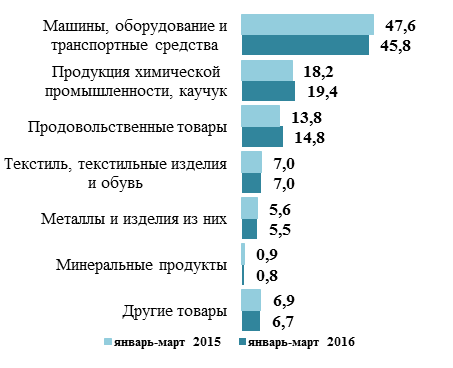 Машины, оборудование и
транспортные средства
47,6
45,8
Продукция химической
промышленности, каучук
18,2
19,4
Продовольственные товары
13,8
14,8
Текстиль, текстильные изделия
и обувь
7,0
7,0
Металлы и изделия из них
5,6
5,5
Минеральные продукты
0,9
0,8
Другие товары
6,9
6,7
январь-март 2015 январь-март 2016